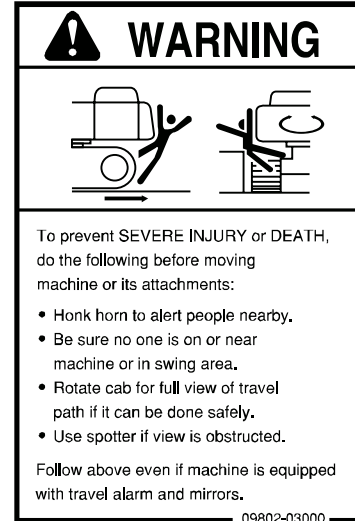 WARNING
To prevent SEVERE INJURY or DEATH,
do the following before moving
machine or its attachments:
• Honk horn to alert people nearby.
• Be sure no one is on or near
machine or in swing area.
• Rotate cab for full view of travel
path if it can be done safely.
• Use spotter if view is obstructed.
Follow above even if machine is equipped
with travel alarm and mirrors.
09802-03000